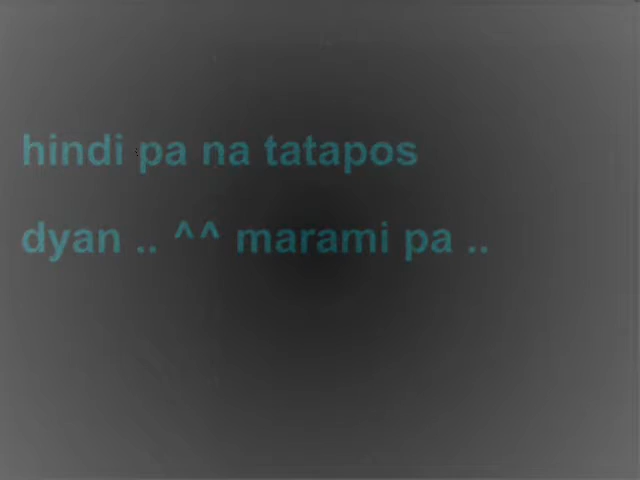 hindi pa na tatapos
dyan .. ^^ marami pa ..